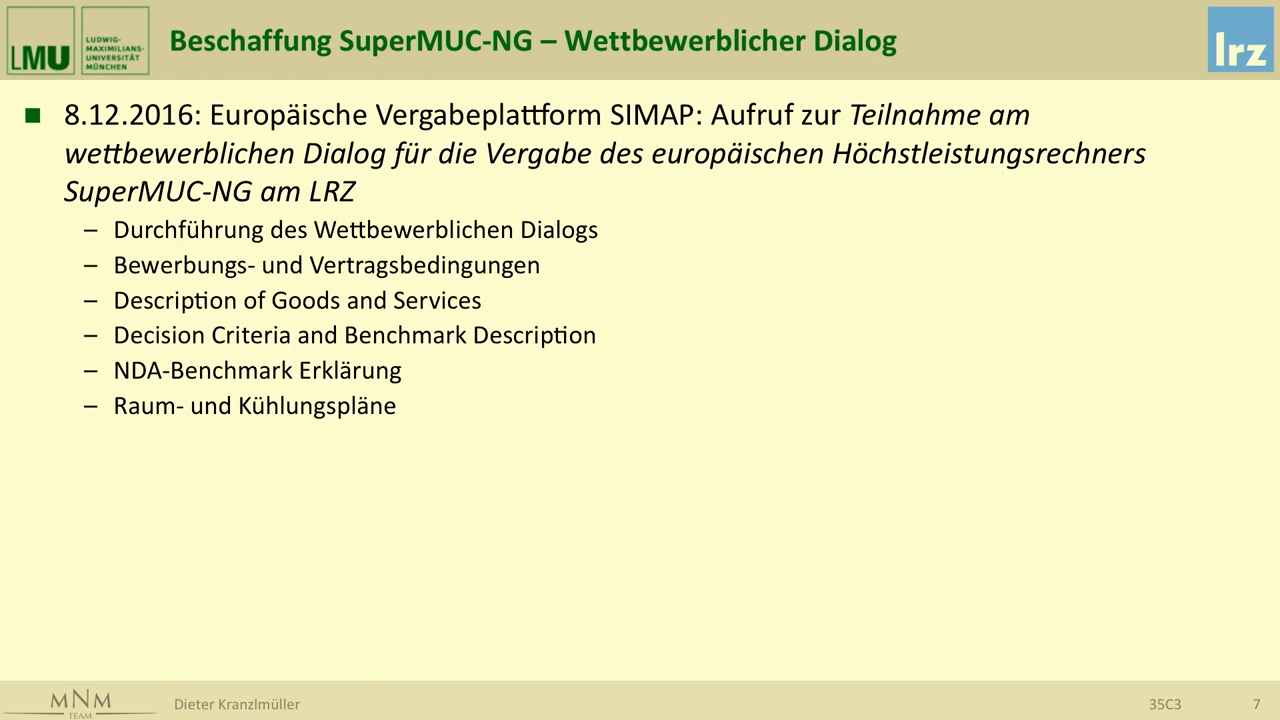 LMU
LUDWIG-
MAXIMILIANS-
UNIVERSITÄT
MÜNCHEN
Beschaffung SuperMUC-NG – Wettbewerblicher Dialog
lrz
■ 8.12.2016: Europäische Vergabeplattform SIMAP: Aufruf zur Teilnahme am
wettbewerblichen Dialog für die Vergabe des europäischen Höchstleistungsrechners
SuperMUC-NG am LRZ
– Durchführung des Wettbewerblichen Dialogs
– Bewerbungs- und Vertragsbedingungen
– Description of Goods and Services
– Decision Criteria and Benchmark Description
– NDA-Benchmark Erklärung
– Raum- und Kühlungspläne
MNM
TEAM
Dieter Kranzlmüller
35C3
7